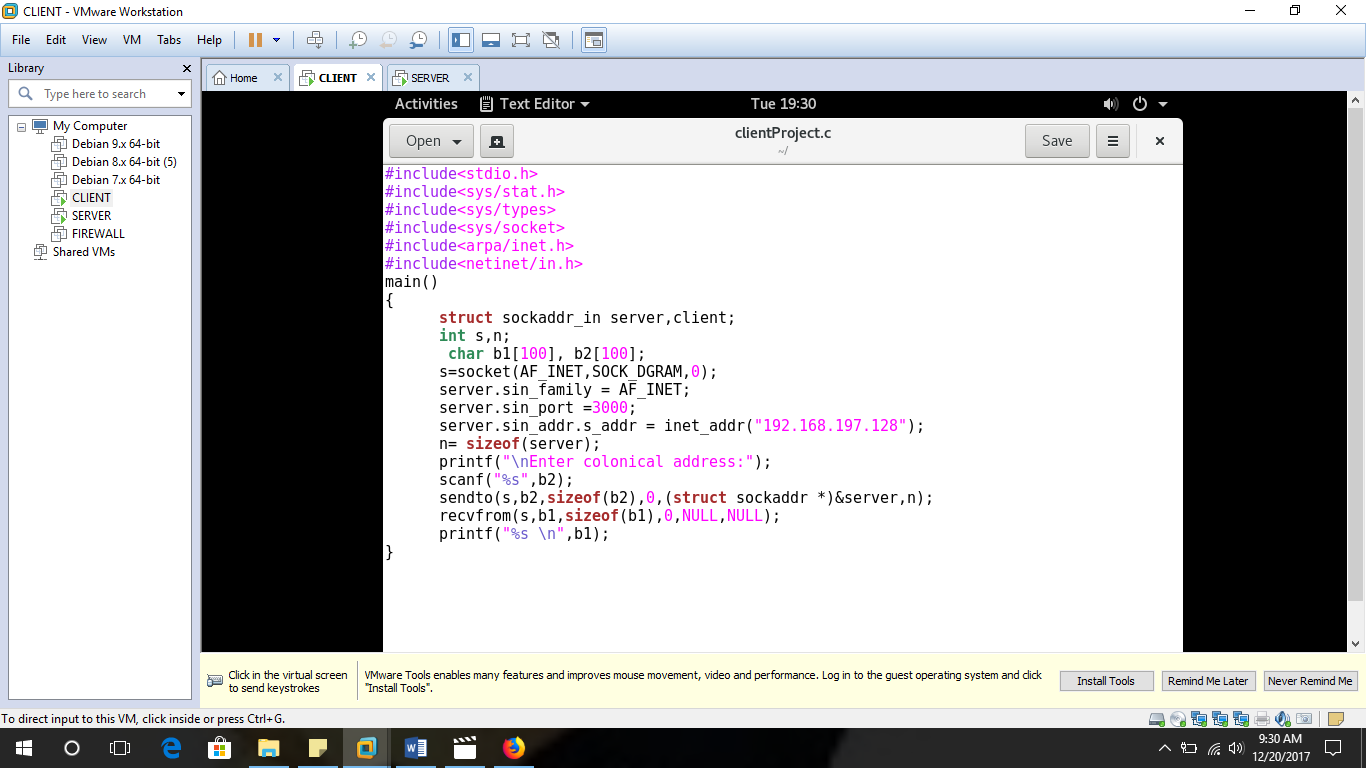 CLIENT - VMware Workstation
File Edit View VM Tabs Help
Library
Type here to search
My Computer
Debian 9.x 64-bit
Debian 8.x 64-bit (5)
Debian 7.x 64-bit
CLIENT
SERVER
FIREWALL
Shared VMs
Home CLIENT SERVER
Activities Text Editor Tue 19:30
Open clientProject.c Save
~/
#include<stdio.h>
#include<sys/stat.h>
#include<sys/types>
#include<sys/socket>
#include<arpa/inet.h>
#include<netinet/in.h>
main()
{
struct sockaddr_in server,client;
int s,n;
char b1[100], b2[100];
s=socket(AF_INET,SOCK_DGRAM,0);
server.sin_family = AF_INET;
server.sin_port =3000;
server.sin_addr.s_addr = inet_addr("192.168.197.128");
n= sizeof(server);
printf("\nEnter colonical address:");
scanf("%s",b2);
sendto(s,b2,sizeof(b2),0,(struct sockaddr *)&server,n);
recvfrom(s,b1,sizeof(b1),0,NULL,NULL);
printf("%s \n",b1);
}
Click in the virtual screen
to send keystrokes
VMware Tools enables many features and improves mouse movement, video and performance. Log in to the guest operating system and click
"Install Tools".
Install Tools Remind Me Later Never Remind Me
To direct input to this VM, click inside or press Ctrl+G.
9:30 AM
12/20/2017